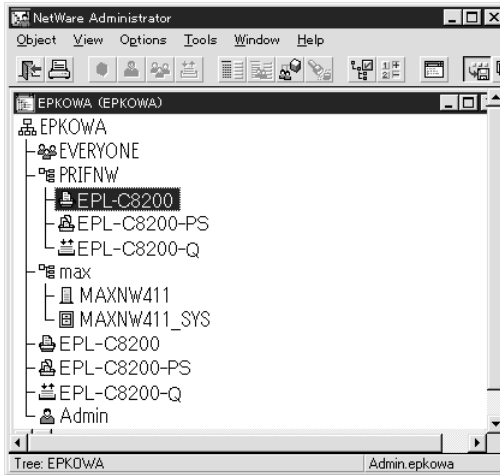 NetWare Administrator
Object View Options Tools Window Help
EPKOWA (EPKOWA)
EPKOWA
EVERYONE
PRIFNW
EPL-C8200
EPL-C8200-PS
EPL-C8200-Q
max
MAXNW411
MAXNW411_SYS
EPL-C8200
EPL-C8200-PS
EPL-C8200-Q
Admin
Tree: EPKOWA Admin.epkowa